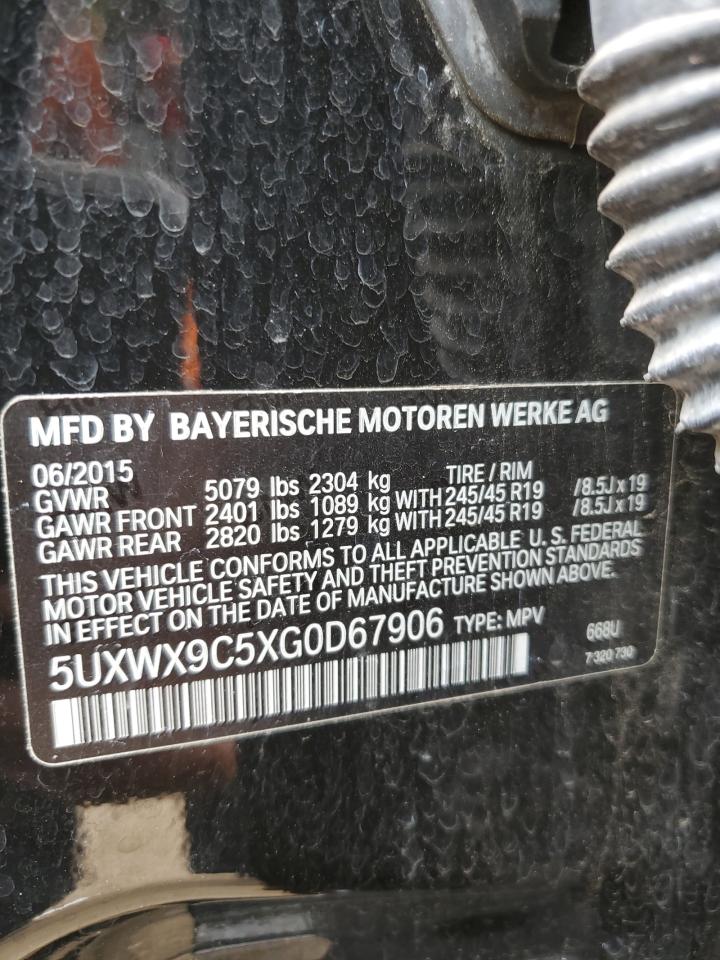 MFD BY BAYERISCHE MOTOREN WERKE AG
06/2015 TIRE / RIM
GVWR 5079 lbs 2304 kg
GAWR FRONT 2401 lbs 1089 kg WITH 245/45 R19 /8.5J x 19
GAWR REAR 2820 lbs 1279 kg WITH 245/45 R19 /8.5J x 19
THIS VEHICLE CONFORMS TO ALL APPLICABLE U.S. FEDERAL
MOTOR VEHICLE SAFETY AND THEFT PREVENTION STANDARDS
IN EFFECT ON THE DATE OF MANUFACTURE SHOWN ABOVE.
5UXWX9C5XG0D67906 TYPE: MPV 668U
7 320 730